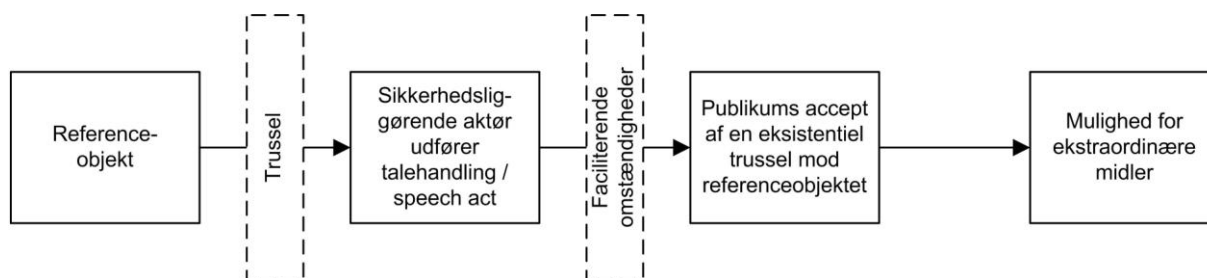 Reference-
objekt
Trussel
Sikkerhedslig-
gørende aktør
udfører
talehandling /
speech act
Faciliterende
omstændigheder
Publikums accept
af en eksistentiel
trussel mod
referenceobjektet
Mulighed for
ekstraordinære
midler